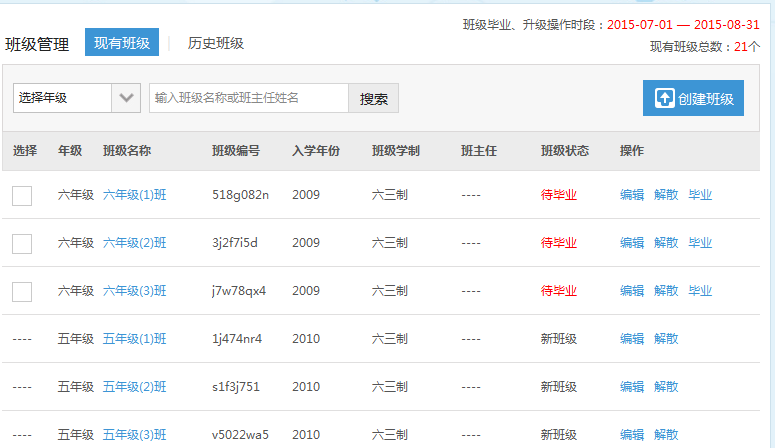 班级毕业、升级操作时段：2015-07-01 — 2015-08-31
班级管理 现有班级 历史班级
现有班级总数：21个
选择年级 输入班级名称或班主任姓名 搜索 创建班级
选择 年级 班级名称 班级编号 入学年份 班级学制 班主任 班级状态 操作
六年级 六年级(1)班 518g082n 2009 六三制 ---- 待毕业 编辑 解散 毕业
六年级 六年级(2)班 3j2f7i5d 2009 六三制 ---- 待毕业 编辑 解散 毕业
六年级 六年级(3)班 j7w78qx4 2009 六三制 ---- 待毕业 编辑 解散 毕业
---- 五年级 五年级(1)班 1j474nr4 2010 六三制 ---- 新班级 编辑 解散
---- 五年级 五年级(2)班 s1f3j751 2010 六三制 ---- 新班级 编辑 解散
---- 五年级 五年级(3)班 v5022wa5 2010 六三制 ---- 新班级 编辑 解散